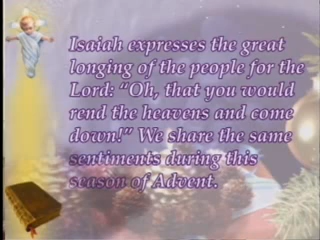 Isaiah expresses the great
longing of the people for the
Lord: “Oh, that you would
rend the heavens and come
down!” We share the same
sentiments during this
season of Advent.